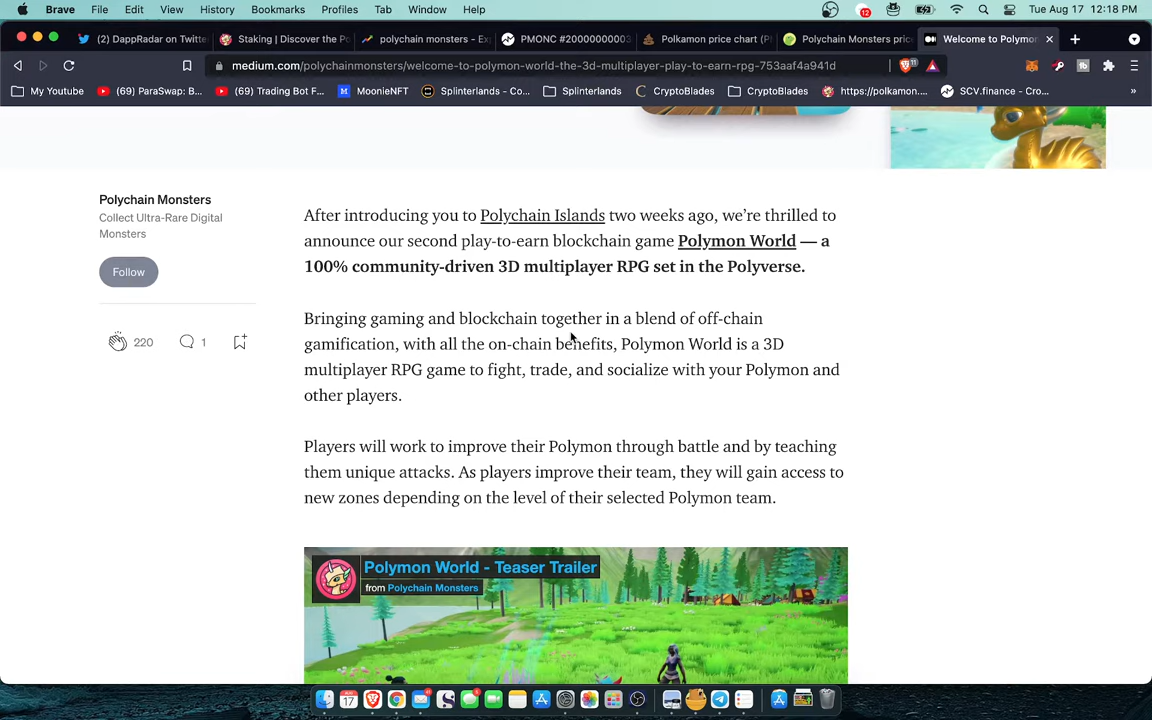 Brave File Edit View History Bookmarks Profiles Tab Window Help 12 Tue Aug 17 12:18 PM
(2) DappRadar on Twitte Staking | Discover the Po polychain monsters - Ex PMONC #20000000003 Polkamon price chart (P Polychain Monsters pric Welcome to Polymon
medium.com/polychainmonsters/welcome-to-polymon-world-the-3d-multiplayer-play-to-earn-rpg-753aaf4a941d 11
My Youtube (69) ParaSwap: B... (69) Trading Bot F... MoonieNFT Splinterlands - Co... Splinterlands CryptoBlades CryptoBlades https://polkamon.... SCV.finance - Cro... »
Polychain Monsters
Collect Ultra-Rare Digital
Monsters
Follow
220 1
After introducing you to Polychain Islands two weeks ago, we’re thrilled to
announce our second play-to-earn blockchain game Polymon World — a
100% community-driven 3D multiplayer RPG set in the Polyverse.
Bringing gaming and blockchain together in a blend of off-chain
gamification, with all the on-chain benefits, Polymon World is a 3D
multiplayer RPG game to fight, trade, and socialize with your Polymon and
other players.
Players will work to improve their Polymon through battle and by teaching
them unique attacks. As players improve their team, they will gain access to
new zones depending on the level of their selected Polymon team.
Polymon World - Teaser Trailer
from Polychain Monsters
17